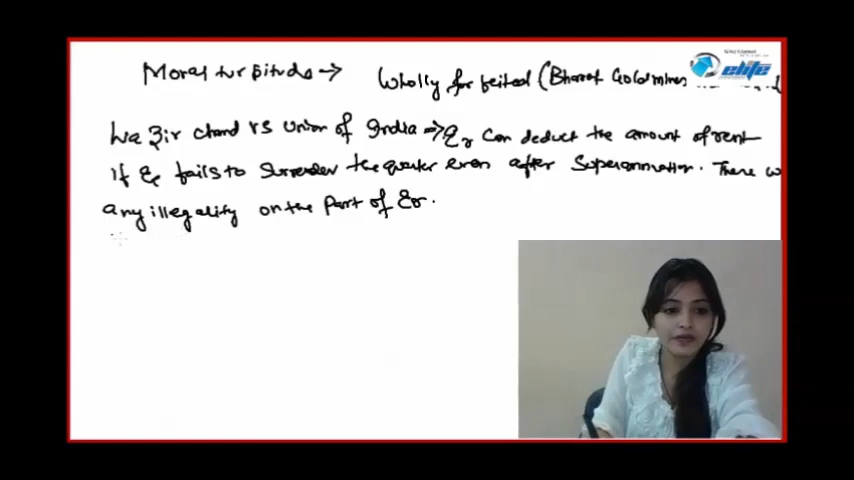 Moral turpitude → Wholly forfeited (Bharat Goldmines
elite
Wazir Chand vs Union of India → Er can deduct the amount of rent
If Ee fails to Surrender the quarter even after Superannuation. There
any illegality on the Part of Er.